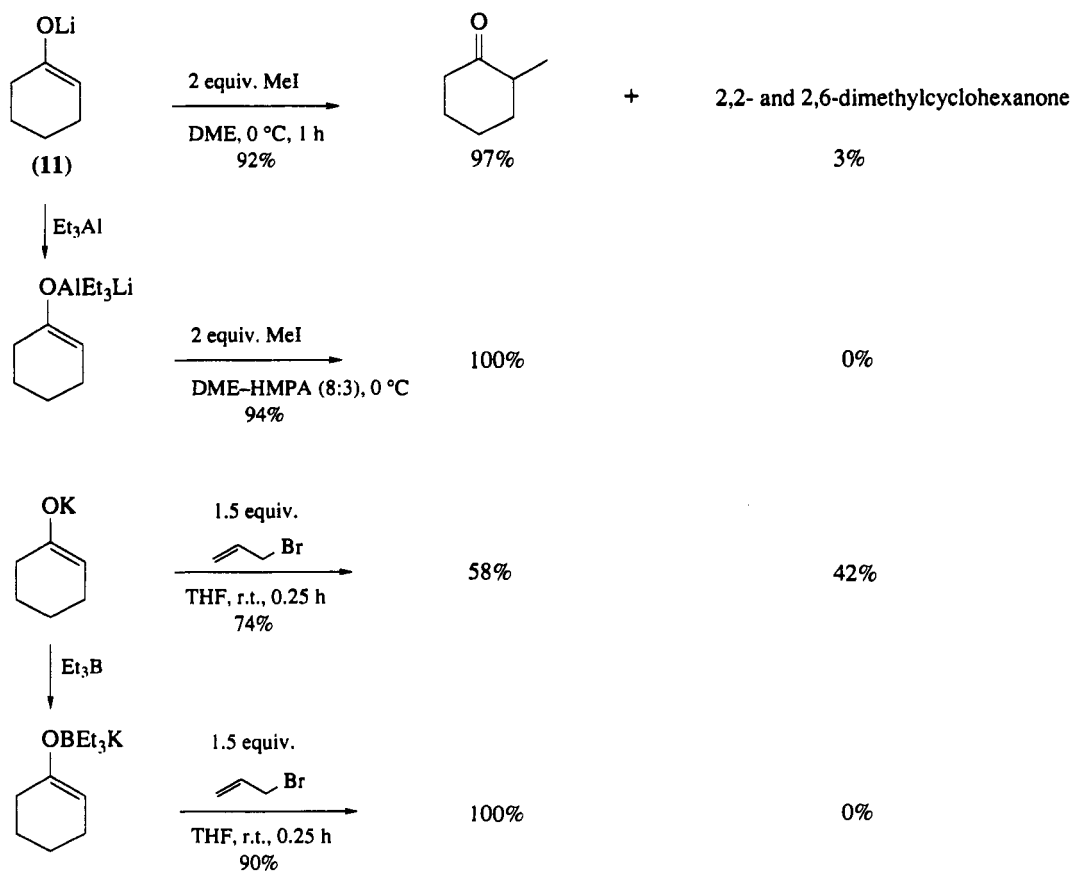 OLi
O
2 equiv. MeI
DME, 0 °C, 1 h
92%
+
2,2- and 2,6-dimethylcyclohexanone
(11)
97%
3%
Et₃Al
OAlEt₃Li
2 equiv. MeI
DME–HMPA (8:3), 0 °C
94%
100%
0%
OK
1.5 equiv.
Br
THF, r.t., 0.25 h
74%
58%
42%
Et₃B
OBEt₃K
1.5 equiv.
Br
THF, r.t., 0.25 h
90%
100%
0%